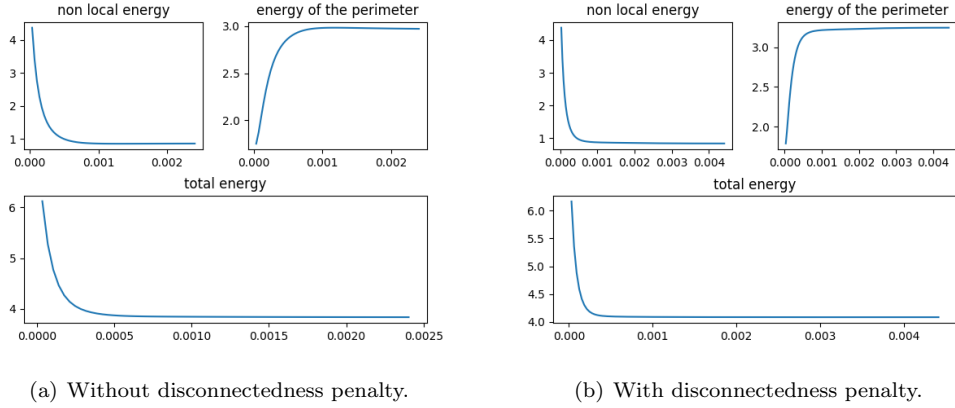 non local energy
4
3
2
1
0.000 0.001 0.002
energy of the perimeter
3.0
2.5
2.0
0.000 0.001 0.002
total energy
6
5
4
0.0000 0.0005 0.0010 0.0015 0.0020 0.0025
(a) Without disconnectedness penalty.
non local energy
4
3
2
1
0.000 0.001 0.002 0.003 0.004
energy of the perimeter
3.0
2.5
2.0
0.000 0.001 0.002 0.003 0.004
total energy
6.0
5.5
5.0
4.5
4.0
0.000 0.001 0.002 0.003 0.004
(b) With disconnectedness penalty.